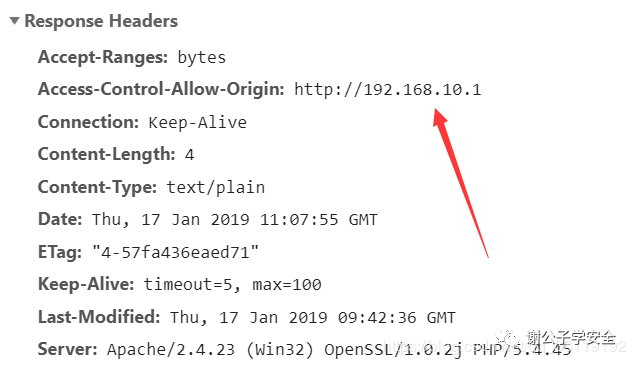 Response Headers
Accept-Ranges: bytes
Access-Control-Allow-Origin: http://192.168.10.1
Connection: Keep-Alive
Content-Length: 4
Content-Type: text/plain
Date: Thu, 17 Jan 2019 11:07:55 GMT
ETag: "4-57fa436eaed71"
Keep-Alive: timeout=5, max=100
Last-Modified: Thu, 17 Jan 2019 09:42:36 GMT
谢公子学安全
Server: Apache/2.4.23 (Win32) OpenSSL/1.0.2j PHP/5.4.45